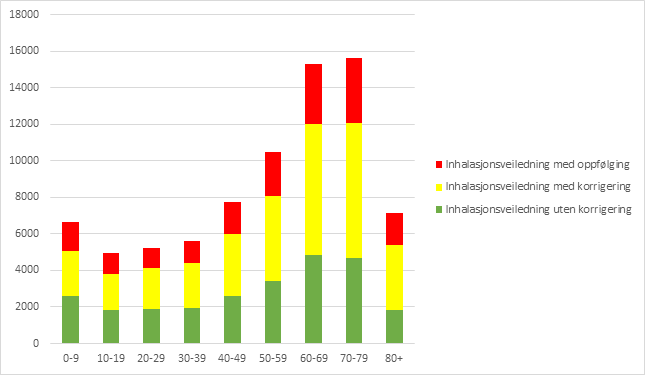 18000
16000
14000
12000
10000
8000
6000
4000
2000
0
0-9 10-19 20-29 30-39 40-49 50-59 60-69 70-79 80+
Inhalasjonsveiledning med oppfølging
Inhalasjonsveiledning med korrigering
Inhalasjonsveiledning uten korrigering